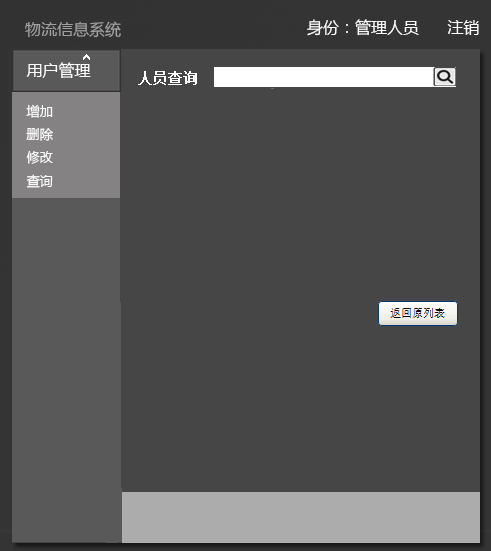 物流信息系统
身份：管理人员 注销
用户管理
人员查询
增加
删除
修改
查询
返回原列表